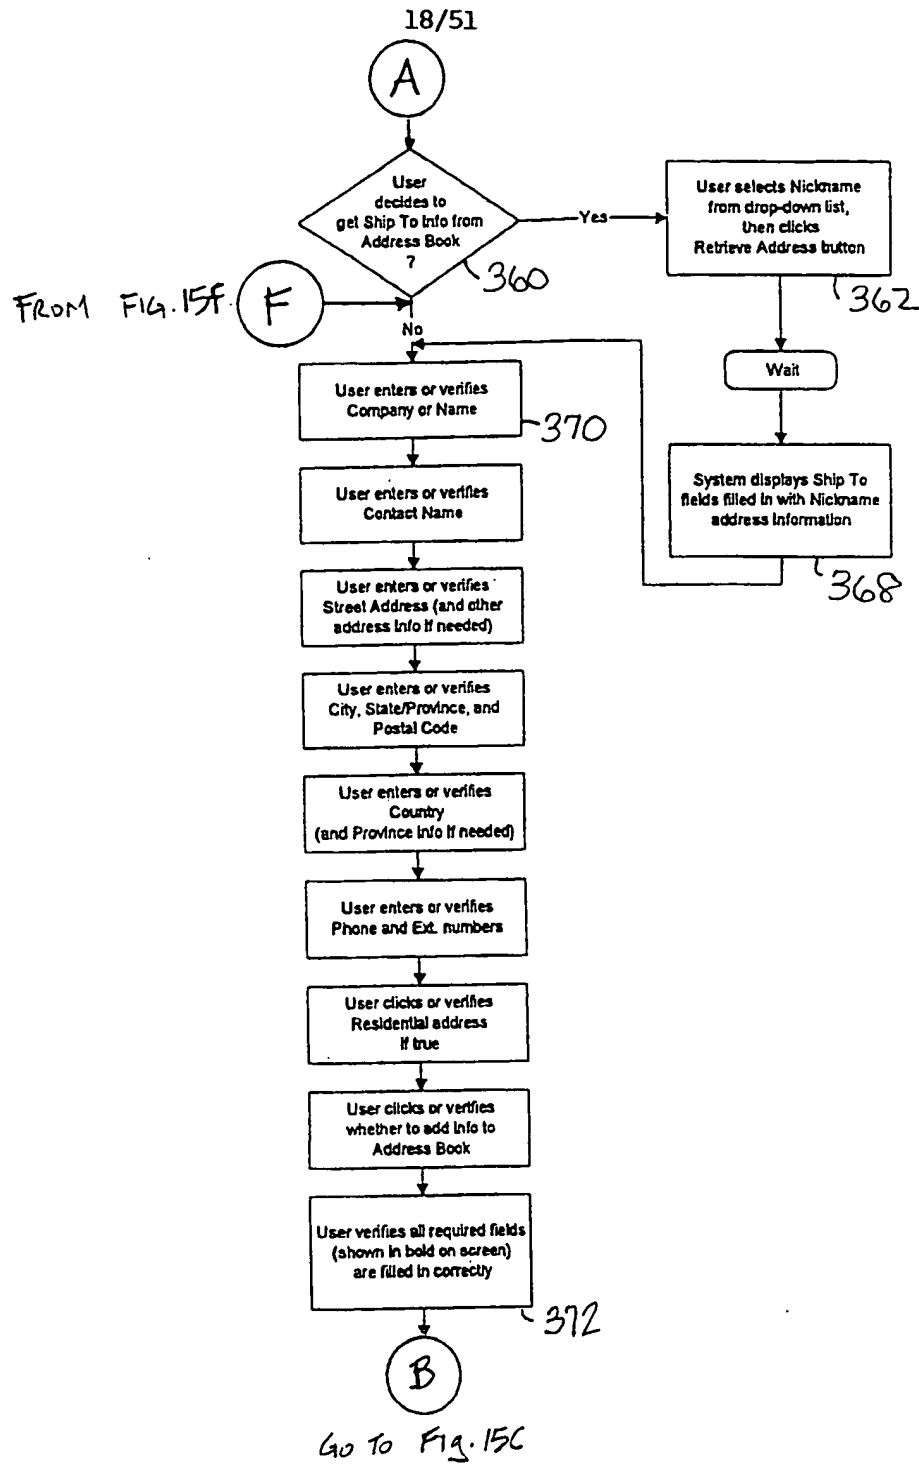 18/51
A
User
decides to
get Ship To Info from
Address Book
?
360
Yes
User selects Nickname
from drop-down list,
then clicks
Retrieve Address button
362
FROM FIG. 15f.
F
No
Wait
User enters or verifies
Company or Name
370
System displays Ship To
fields filled in with Nickname
address information
368
User enters or verifies
Contact Name
User enters or verifies
Street Address (and other
address info if needed)
User enters or verifies
City, State/Province, and
Postal Code
User enters or verifies
Country
(and Province info if needed)
User enters or verifies
Phone and Ext. numbers
User clicks or verifies
Residential address
if true
User clicks or verifies
whether to add info to
Address Book
User verifies all required fields
(shown in bold on screen)
are filled in correctly
372
B
Go To Fig. 15C